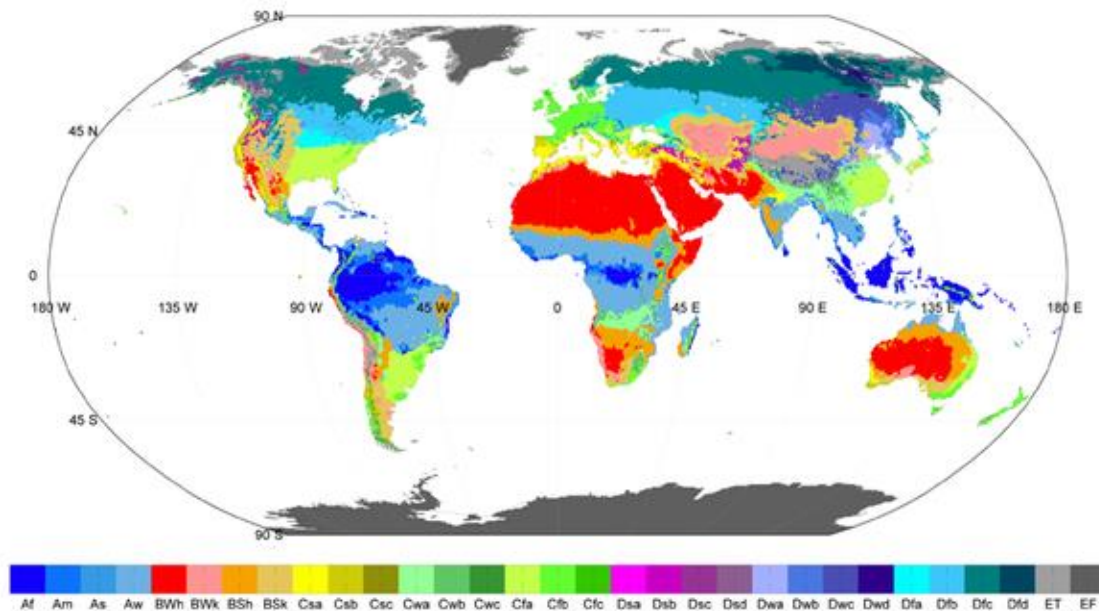 90 N
45 N
0
180 W 135 W 90 W 45 W 0 45 E 90 E 135 E 180 E
45 S
90 S
Af Am As Aw BWh BWk BSh BSk Csa Csb Csc Cwa Cwb Cwc Cfa Cfb Cfc Dsa Dsb Dsc Dsd Dwa Dwb Dwc Dwd Dfa Dfb Dfc Dfd ET EF